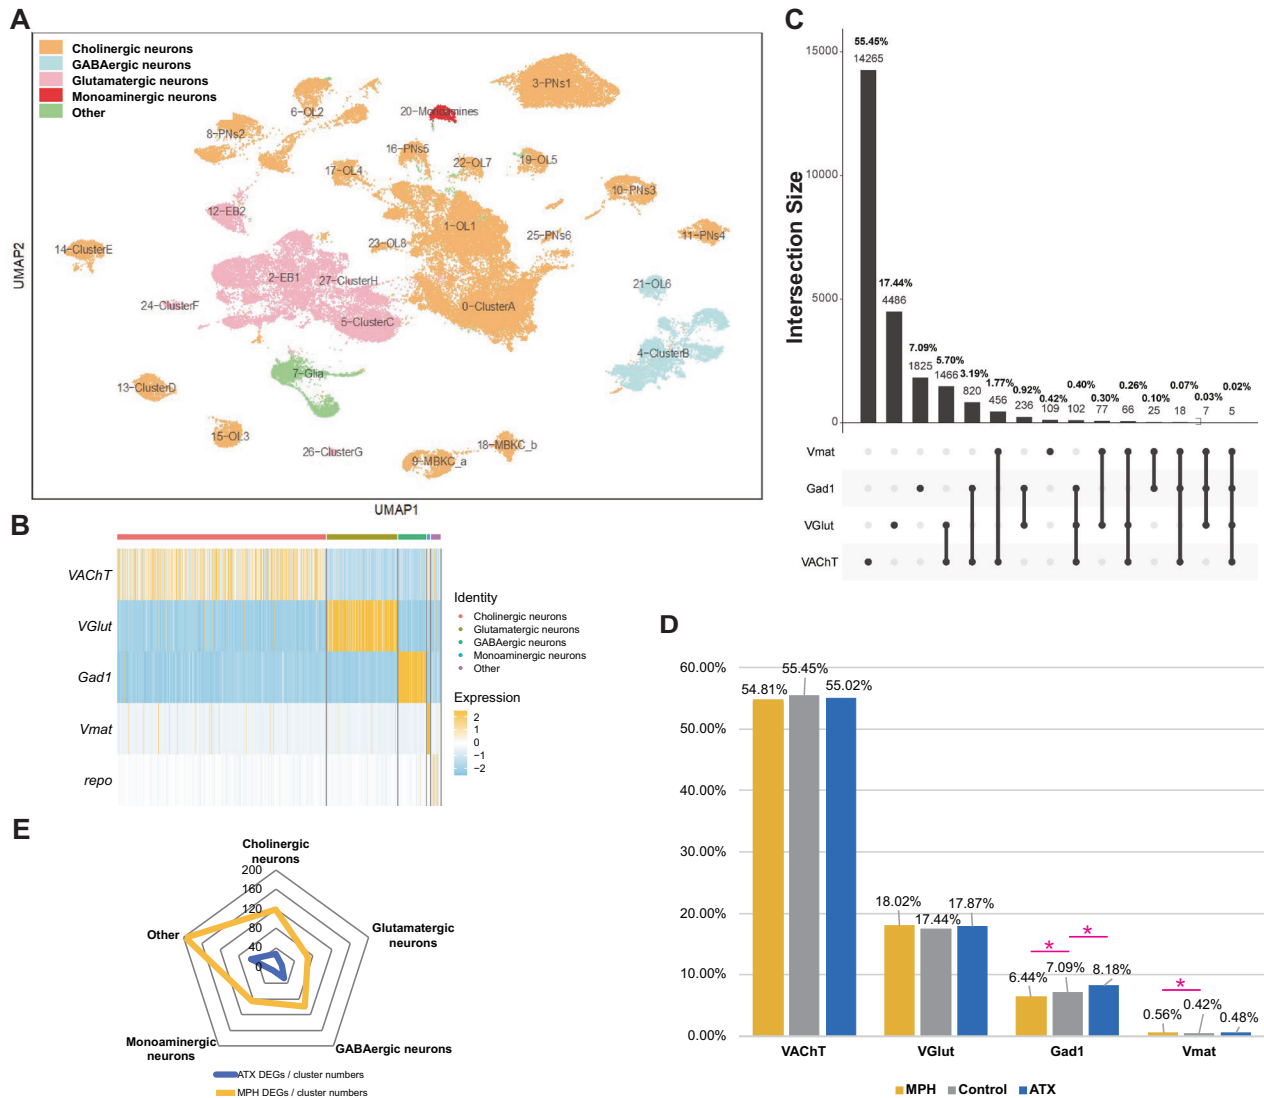 A
Cholinergic neurons
GABAergic neurons
Glutamatergic neurons
Monoaminergic neurons
Other
3-PNs1
6-OL2
20-Monoamines
8-PNs2
16-PNs5
22-OL7
19-OL5
17-OL4
10-PNs3
12-EB2
1-OL1
25-PNs6
11-PNs4
23-OL8
14-ClusterE
2-EB1
27-ClusterH
21-OL6
24-ClusterF
0-ClusterA
5-ClusterC
4-ClusterB
7-Glia
13-ClusterD
15-OL3
26-ClusterG
9-MBKC_a
18-MBKC_b
UMAP2
UMAP1
B
VAChT
VGlut
Gad1
Vmat
repo
Identity
Cholinergic neurons
Glutamatergic neurons
GABAergic neurons
Monoaminergic neurons
Other
Expression
2
1
0
−1
−2
C
Intersection Size
15000
10000
5000
0
55.45%
14265
17.44%
4486
7.09%
1825
5.70%
1466
3.19%
820
1.77%
456
0.92%
236
0.42%
109
0.40%
102
0.30%
77
0.26%
66
0.10%
25
0.07%
18
0.03%
7
0.02%
5
Vmat
Gad1
VGlut
VAChT
D
60.00%
50.00%
40.00%
30.00%
20.00%
10.00%
0.00%
54.81%
55.45%
55.02%
18.02%
17.44%
17.87%
*
*
6.44%
7.09%
8.18%
*
0.56%
0.42%
0.48%
VAChT
VGlut
Gad1
Vmat
MPH
Control
ATX
E
Cholinergic
neurons
200
160
120
80
40
0
Other
Glutamatergic
neurons
Monoaminergic
neurons
GABAergic neurons
ATX DEGs / cluster numbers
MPH DEGs / cluster numbers